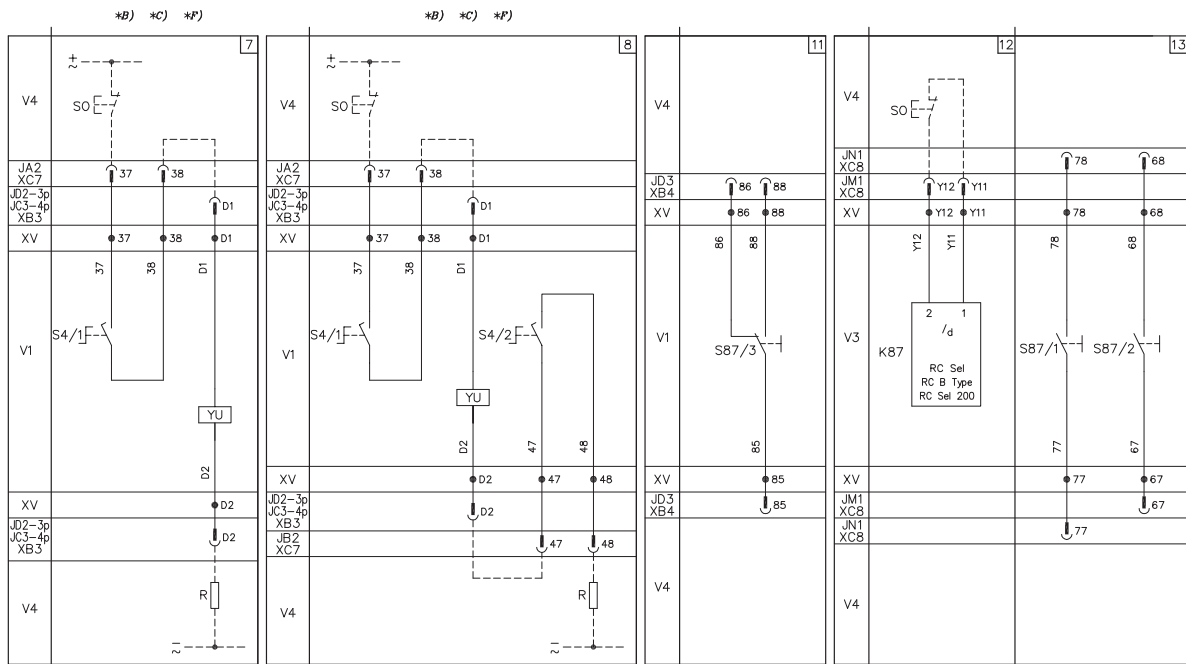 *B) *C) *F)
*B) *C) *F)
7
8
11
12
13
±
~
V4
S0
JA2
XC7
37
38
JD2-3p
JC3-4p
XB3
D1
XV
37
38
D1
37
38
D1
S4/1
V1
YU
D2
XV
D2
JD2-3p
JC3-4p
XB3
D2
R
V4
–
~
±
~
V4
S0
JA2
XC7
37
38
JD2-3p
JC3-4p
XB3
D1
XV
37
38
D1
37
38
D1
S4/1
S4/2
V1
YU
D2
47
48
XV
D2
47
48
JD2-3p
JC3-4p
XB3
D2
JB2
XC7
47
48
R
V4
–
~
V4
JD3
XB4
86
88
XV
86
88
86
88
V1
S87/3
85
XV
85
JD3
XB4
85
V4
V4
S0
JN1
XC8
78
68
JM1
XC8
Y12
Y11
XV
Y12
Y11
78
68
Y12
Y11
78
68
2 1
/d
V3
K87
RC Sel
RC B Type
RC Sel 200
S87/1
S87/2
77
67
XV
77
67
JM1
XC8
67
JN1
XC8
77
V4